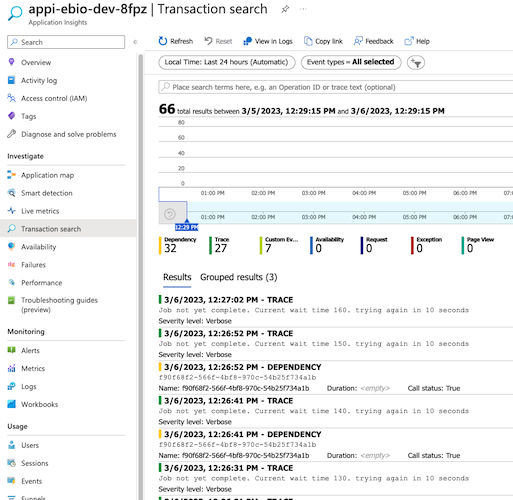 appi-ebio-dev-8fpz | Transaction search
Application Insights
Search
Refresh
Reset
View in Logs
Copy link
Feedback
Help
Overview
Activity log
Access control (IAM)
Tags
Diagnose and solve problems
Investigate
Application map
Smart detection
Live metrics
Transaction search
Availability
Failures
Performance
Troubleshooting guides
(preview)
Monitoring
Alerts
Metrics
Logs
Workbooks
Usage
Users
Sessions
Events
Local Time: Last 24 hours (Automatic)
Event types = All selected
Place search terms here, e.g. an Operation ID or trace text (optional)
66 total results between 3/5/2023, 12:29:15 PM and 3/6/2023, 12:29:15 PM
80
60
40
20
0
01:00 PM 02:00 PM 03:00 PM 04:00 PM 05:00 PM 06:00 PM 07:
01:00 PM 02:00 PM 03:00 PM 04:00 PM 05:00 PM 06:00 PM 07:0
12:29 PM
Dependency
32
Trace
27
Custom Ev...
7
Availability
0
Request
0
Exception
0
Page View
0
Results Grouped results (3)
3/6/2023, 12:27:02 PM - TRACE
Job not yet complete. Current wait time 160. trying again in 10 seconds
Severity level: Verbose
3/6/2023, 12:26:52 PM - TRACE
Job not yet complete. Current wait time 150. trying again in 10 seconds
Severity level: Verbose
3/6/2023, 12:26:52 PM - DEPENDENCY
f90f68f2-566f-4bf8-970c-54b25f734a1b
Name: f90f68f2-566f-4bf8-970c-54b25f734a1b Duration: <empty> Call status: True
3/6/2023, 12:26:41 PM - TRACE
Job not yet complete. Current wait time 140. trying again in 10 seconds
Severity level: Verbose
3/6/2023, 12:26:41 PM - DEPENDENCY
f90f68f2-566f-4bf8-970c-54b25f734a1b
Name: f90f68f2-566f-4bf8-970c-54b25f734a1b Duration: <empty> Call status: True
3/6/2023, 12:26:31 PM - TRACE
Job not yet complete. Current wait time 130. trying again in 10 seconds
Severity level: Verbose